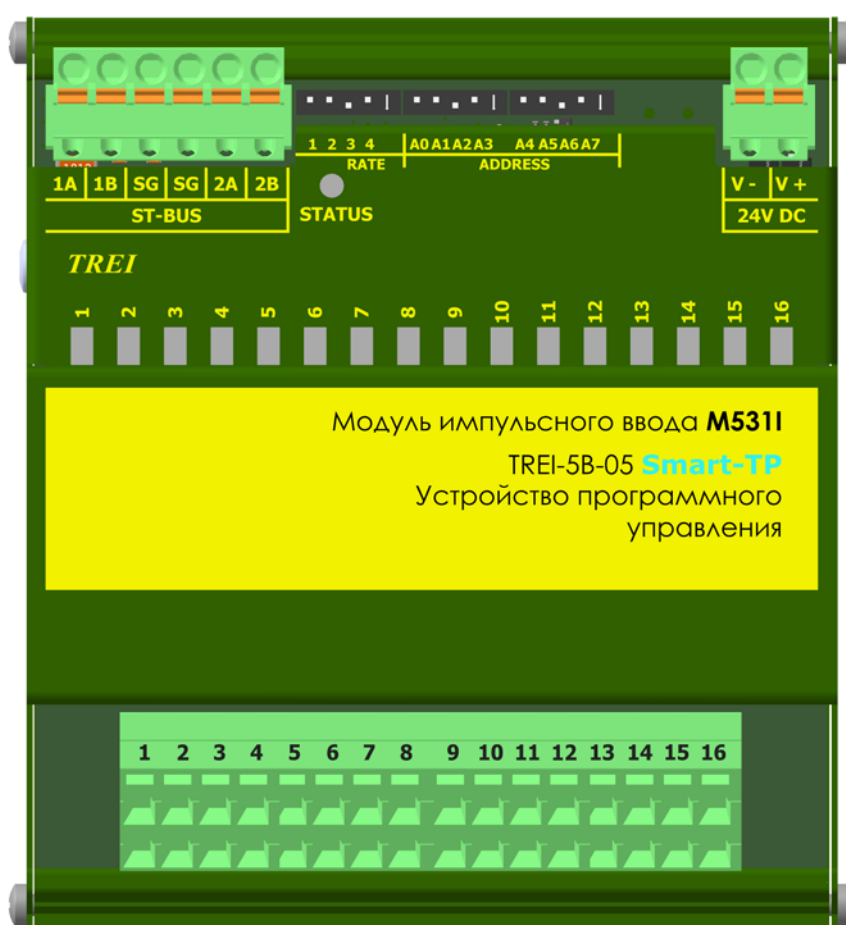 1 2 3 4 A0 A1 A2 A3 A4 A5 A6 A7
RATE ADDRESS
1A 1B SG SG 2A 2B V - V +
ST-BUS STATUS 24V DC
TREI
1 2 3 4 5 6 7 8 9 10 11 12 13 14 15 16
Модуль импульсного ввода M531I
TREI-5B-05 Smart-TP
Устройство программного
управления
1 2 3 4 5 6 7 8 9 10 11 12 13 14 15 16